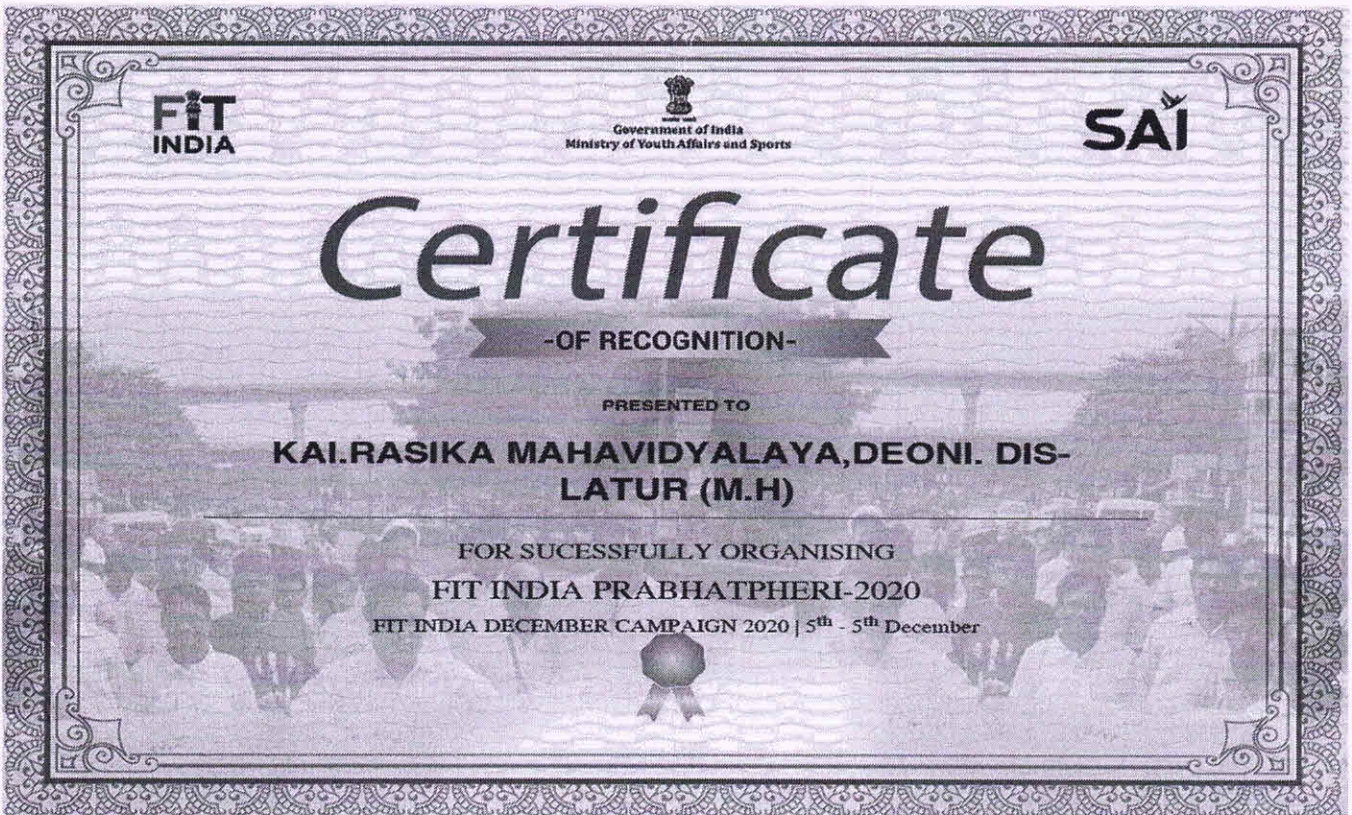 FIT
INDIA
Government of India
Ministry of Youth Affairs and Sports
SAI
Certificate
-OF RECOGNITION-
PRESENTED TO
KAI.RASIKA MAHAVIDYALAYA,DEONI. DIS-
LATUR (M.H)
FOR SUCESSFULLY ORGANISING
FIT INDIA PRABHATPHERI-2020
FIT INDIA DECEMBER CAMPAIGN 2020 | 5th - 5th December